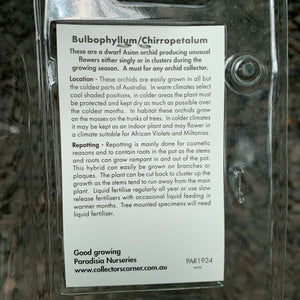 Bulbophyllum/Chirropetalum
These are a dwarf Asian orchid producing unusual
flowers either singly or in clusters during the
growing season. A must for any orchid collector.
Location - These orchids are easily grown in all but
the coldest parts of Australia. In warm climates select
cool shaded positions, in colder areas the plant must
be protected and kept dry as much as possible over
the coldest months. In habitat these orchids grow
on the mosses on the trunks of trees. In colder climates
it may be kept as an indoor plant and may flower in
a climate suitable for African Violets and Miltonias.
Repotting - Repotting is mainly done for cosmetic
reasons and to contain roots in the pot as the stems
and roots can grow rampant in and out of the pot.
This hybrid can easily be grown on branches or
paradisa. The plant can be cut back to cluster up the
growth as the stems tend to run away from the main
plant. Liquid fertilise regularly all year or use slow
release fertilisers with occasional liquid feeding in
warmer months. Tree mounted specimens will need
liquid fertiliser.
Good growing
Paradisia Nurseries
www.collectorscorner.com.au
PAR1924